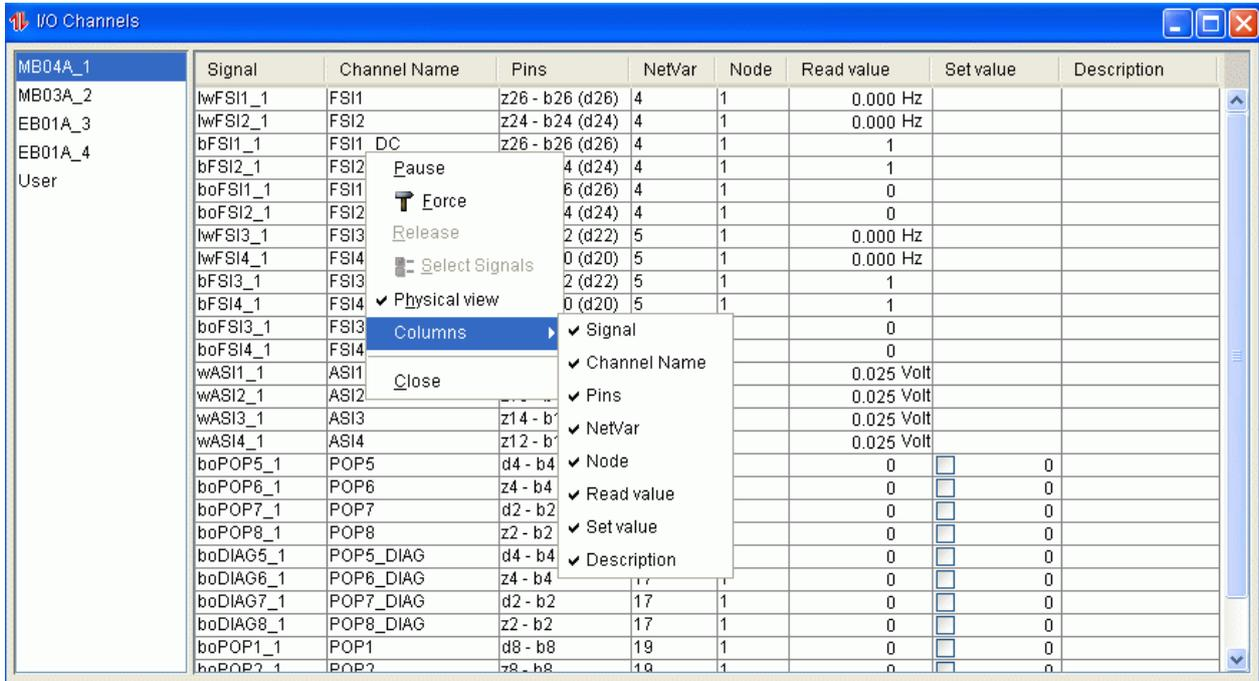 I/O Channels
MB04A_1
MB03A_2
EB01A_3
EB01A_4
User
Signal Channel Name Pins NetVar Node Read value Set value Description
lwFSI1_1 FSI1 z26 - b26 (d26) 4 1 0.000 Hz
lwFSI2_1 FSI2 z24 - b24 (d24) 4 1 0.000 Hz
bFSI1_1 FSI1_DC z26 - b26 (d26) 4 1 1
bFSI2_1 FSI2 4 (d24) 4 1 1
boFSI1_1 FSI1 6 (d26) 4 1 0
boFSI2_1 FSI2 4 (d24) 4 1 0
lwFSI3_1 FSI3 2 (d22) 5 1 0.000 Hz
lwFSI4_1 FSI4 0 (d20) 5 1 0.000 Hz
bFSI3_1 FSI3 2 (d22) 5 1 1
bFSI4_1 FSI4 0 (d20) 5 1 1
boFSI3_1 FSI3 0
boFSI4_1 FSI4 0
wASI1_1 ASI1 0.025 Volt
wASI2_1 ASI2 0.025 Volt
wASI3_1 ASI3 z14 - b1 0.025 Volt
wASI4_1 ASI4 z12 - b1 0.025 Volt
boPOP5_1 POP5 d4 - b4 0 0
boPOP6_1 POP6 z4 - b4 0 0
boPOP7_1 POP7 d2 - b2 0 0
boPOP8_1 POP8 z2 - b2 0 0
boDIAG5_1 POP5_DIAG d4 - b4 0 0
boDIAG6_1 POP6_DIAG z4 - b4 17 1 0 0
boDIAG7_1 POP7_DIAG d2 - b2 17 1 0 0
boDIAG8_1 POP8_DIAG z2 - b2 17 1 0 0
boPOP1_1 POP1 d8 - b8 19 1 0 0
boPOP2_1 POP2 z8 - b8 19 1 0 0
Pause
Force
Release
Select Signals
Physical view
Columns
Close
Signal
Channel Name
Pins
NetVar
Node
Read value
Set value
Description